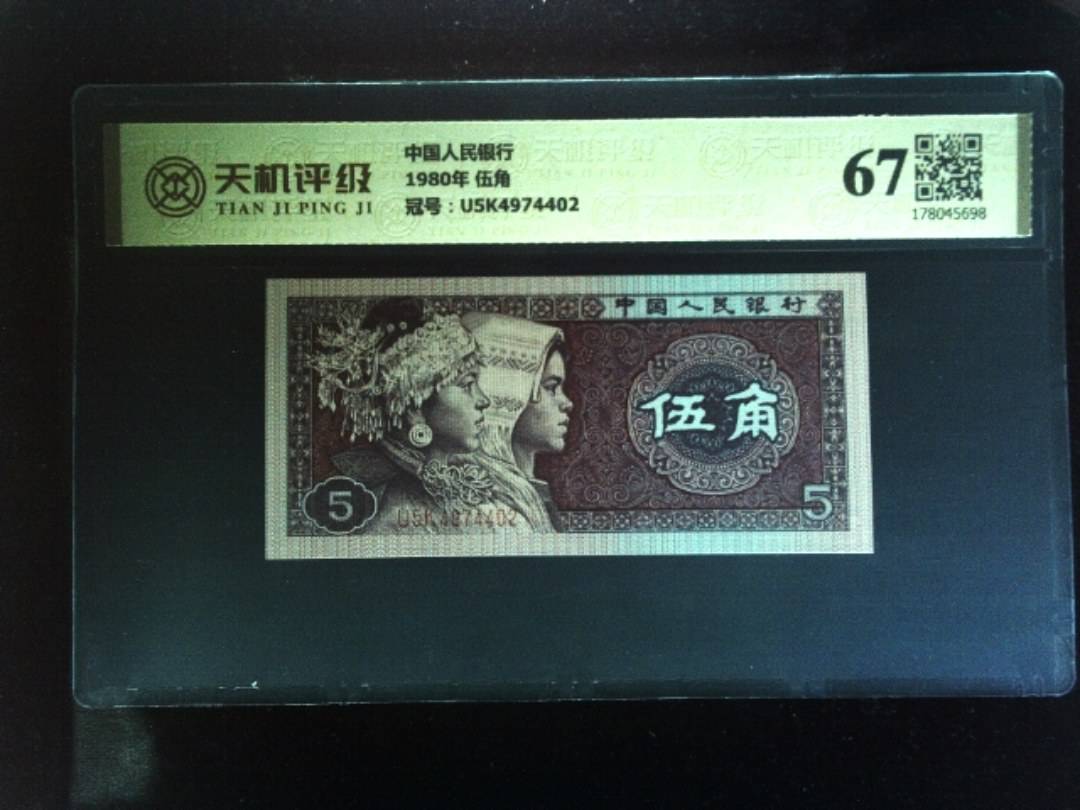 天机评级
TIAN JI PING JI
中国人民银行
1980年 伍角
冠号：U5K4974402
67
178045698
中国人民银行
伍角
5
U5K4974402
5